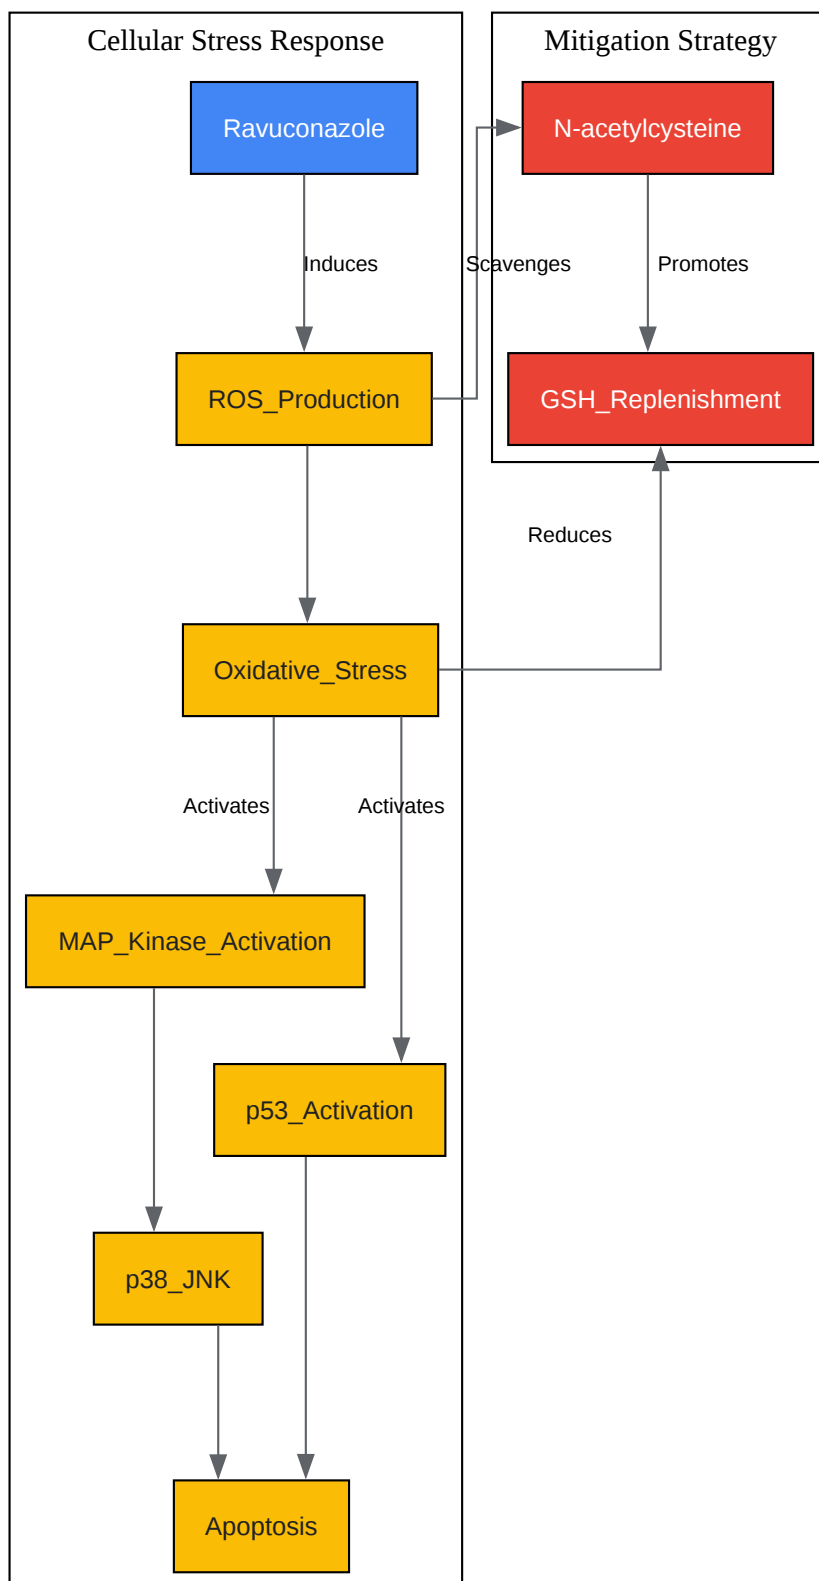 Cellular Stress Response
Mitigation Strategy
Ravuconazole
N-acetylcysteine
Induces
Scavenges
Promotes
ROS_Production
GSH_Replenishment
Reduces
Oxidative_Stress
Activates
Activates
MAP_Kinase_Activation
p53_Activation
p38_JNK
Apoptosis